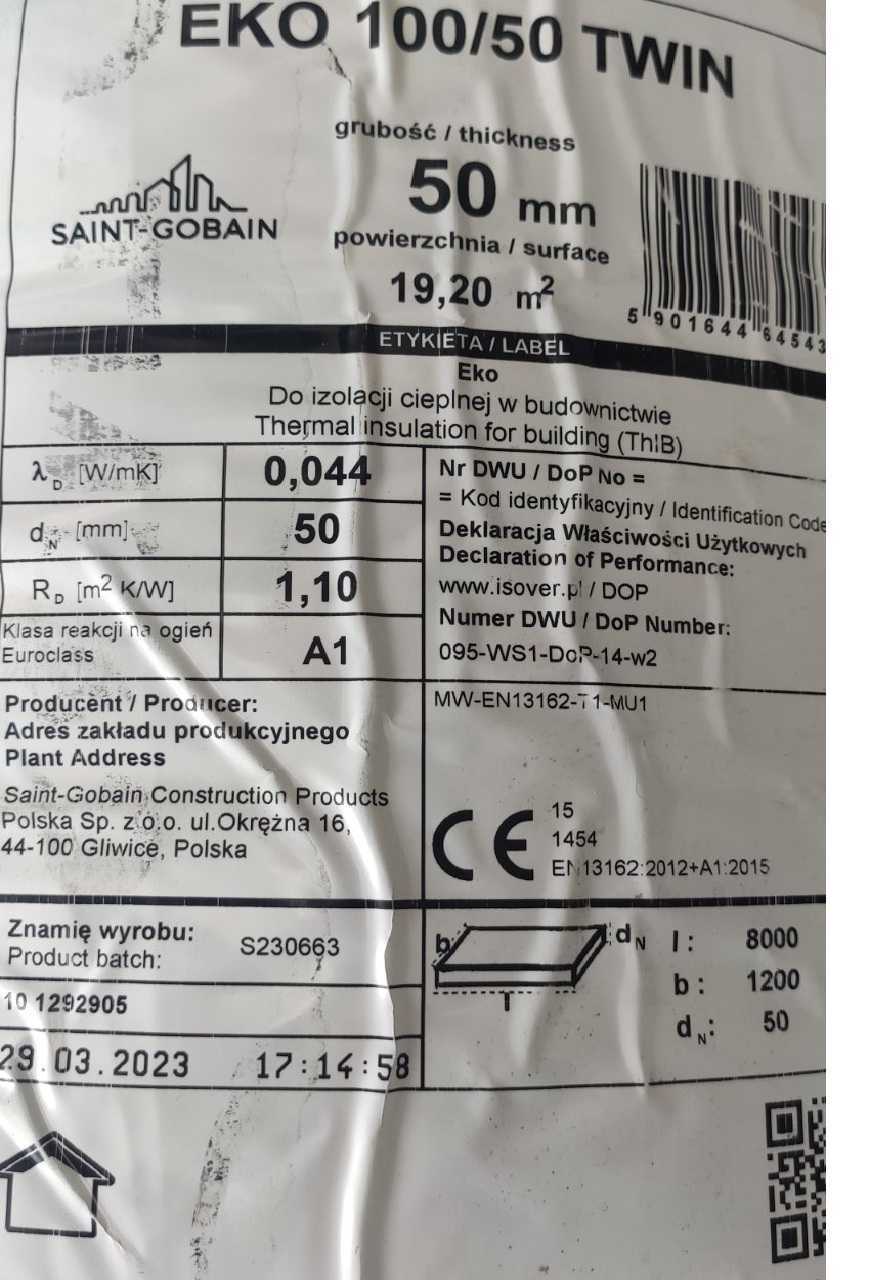 EKO 100/50 TWIN
grubość / thickness
50 mm
SAINT-GOBAIN
powierzchnia / surface
19,20 m²
5 901644 64543
ETYKIETA / LABEL
Eko
Do izolacji cieplnej w budownictwie
Thermal insulation for building (ThIB)
λD [W/mK] 0,044
dN [mm] 50
RD [m² K/W] 1,10
Klasa reakcji na ogień
Euroclass
A1
Nr DWU / DoP No =
= Kod identyfikacyjny / Identification Code
Deklaracja Właściwości Użytkowych
Declaration of Performance:
www.isover.pl / DOP
Numer DWU / DoP Number:
095-WS1-DoP-14-w2
Producent / Producer:
Adres zakładu produkcyjnego
Plant Address
Saint-Gobain Construction Products
Polska Sp. z o.o. ul.Okrężna 16,
44-100 Gliwice, Polska
MW-EN13162-T1-MU1
CE
15
1454
EN13162:2012+A1:2015
Znamię wyrobu:
Product batch:
S230663
10 1292905
29.03.2023 17:14:58
b
dN
l
l: 8000
b: 1200
dN: 50